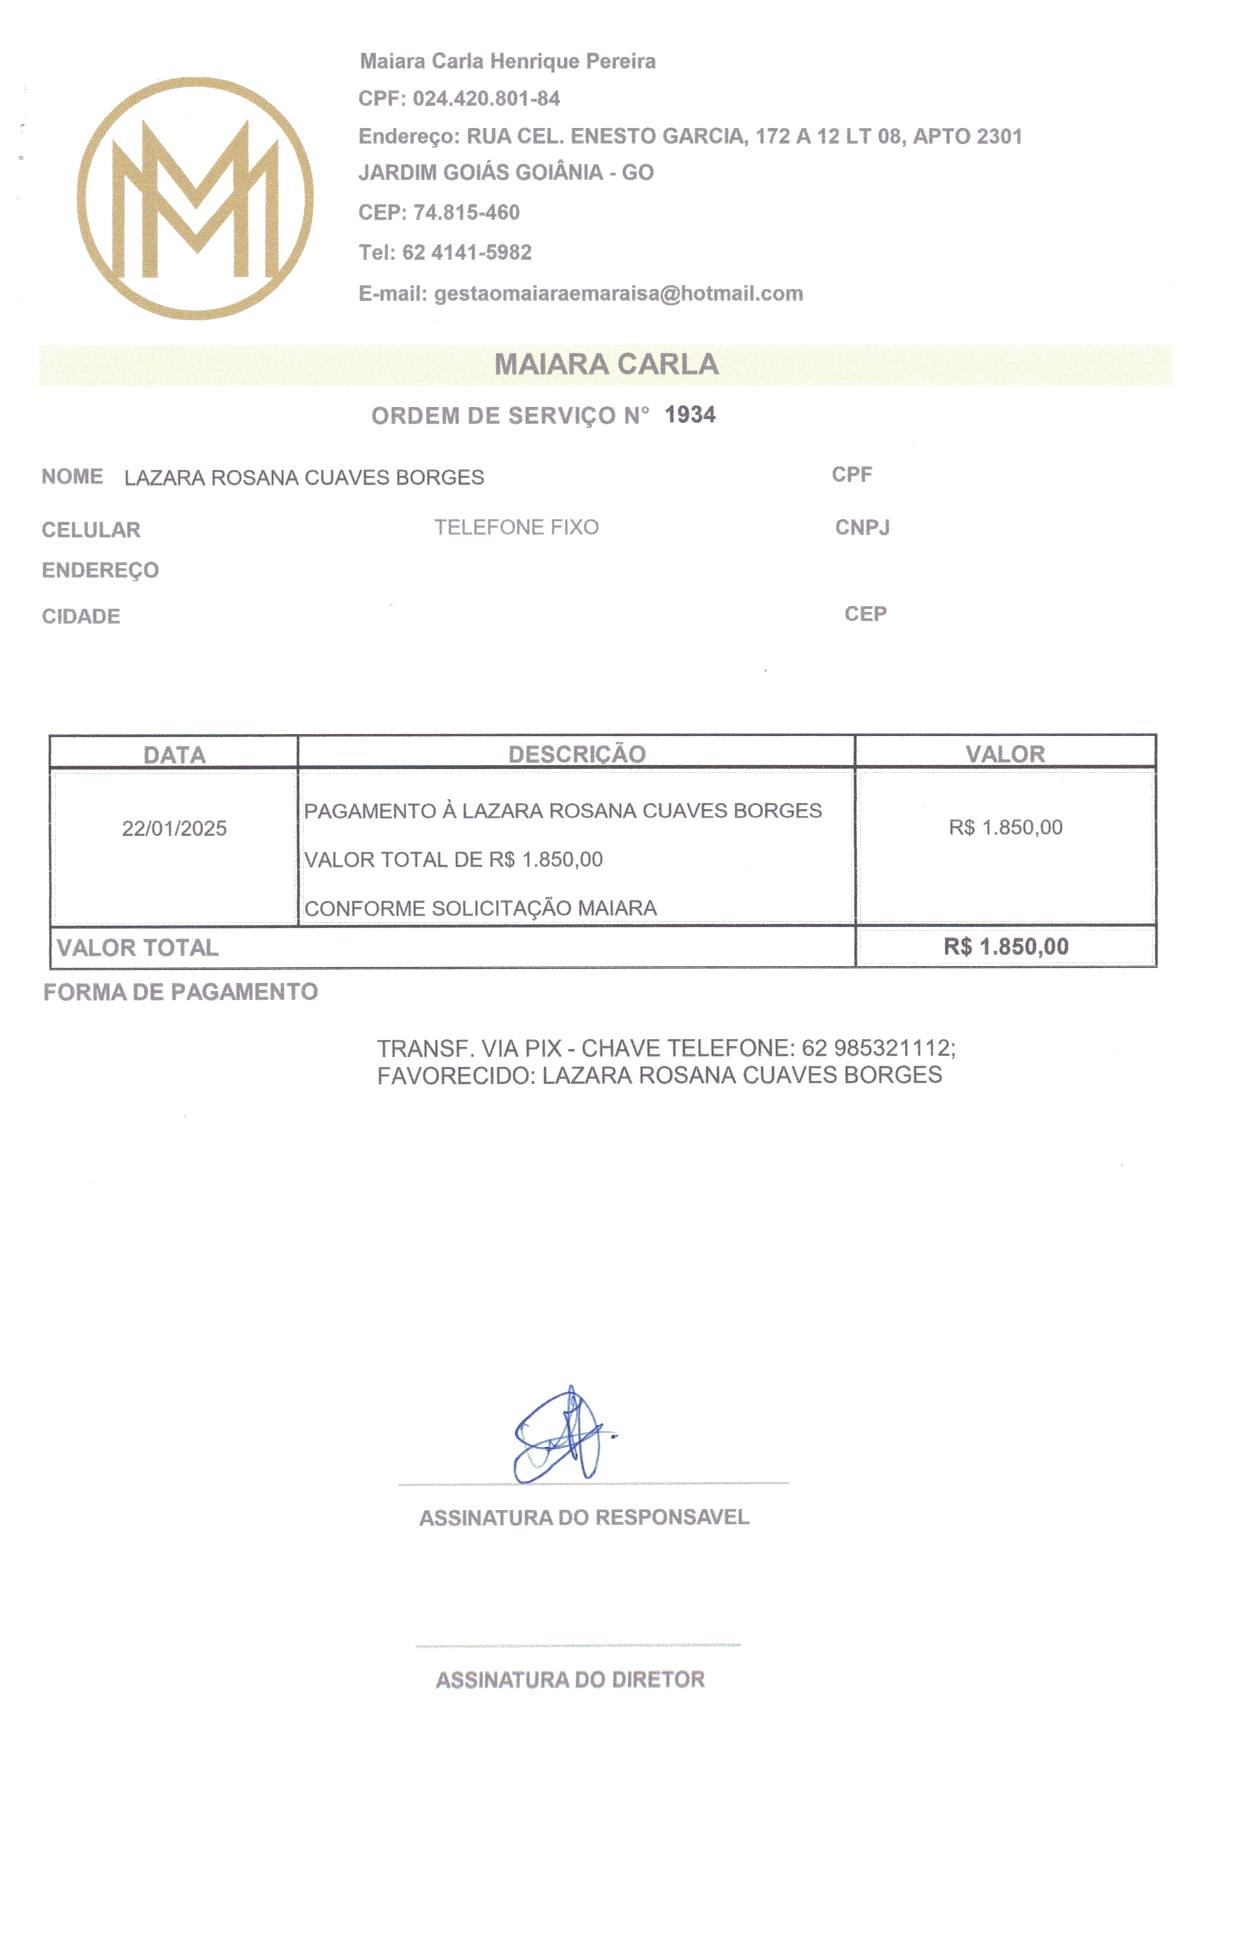 Maiara Carla Henrique Pereira
CPF: 024.420.801-84
Endereço: RUA CEL. ENESTO GARCIA, 172 A 12 LT 08, APTO 2301
JARDIM GOIÁS GOIÂNIA - GO
CEP: 74.815-460
Tel: 62 4141-5982
E-mail: gestaomaiaraemaraisa@hotmail.com
MAIARA CARLA
ORDEM DE SERVIÇO N° 1934
NOME LAZARA ROSANA CUAVES BORGES CPF
CELULAR TELEFONE FIXO CNPJ
ENDEREÇO
CIDADE CEP
DATA DESCRIÇÃO VALOR
PAGAMENTO À LAZARA ROSANA CUAVES BORGES
22/01/2025 R$ 1.850,00
VALOR TOTAL DE R$ 1.850,00
CONFORME SOLICITAÇÃO MAIARA
VALOR TOTAL R$ 1.850,00
FORMA DE PAGAMENTO
TRANSF. VIA PIX - CHAVE TELEFONE: 62 985321112;
FAVORECIDO: LAZARA ROSANA CUAVES BORGES
ASSINATURA DO RESPONSAVEL
ASSINATURA DO DIRETOR